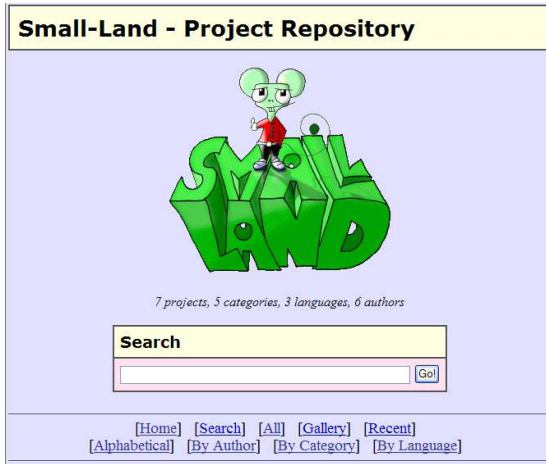 Small-Land - Project Repository
SMALL
LAND
7 projects, 5 categories, 3 languages, 6 authors
Search
Go!
[Home] [Search] [All] [Gallery] [Recent]
[Alphabetical] [By Author] [By Category] [By Language]